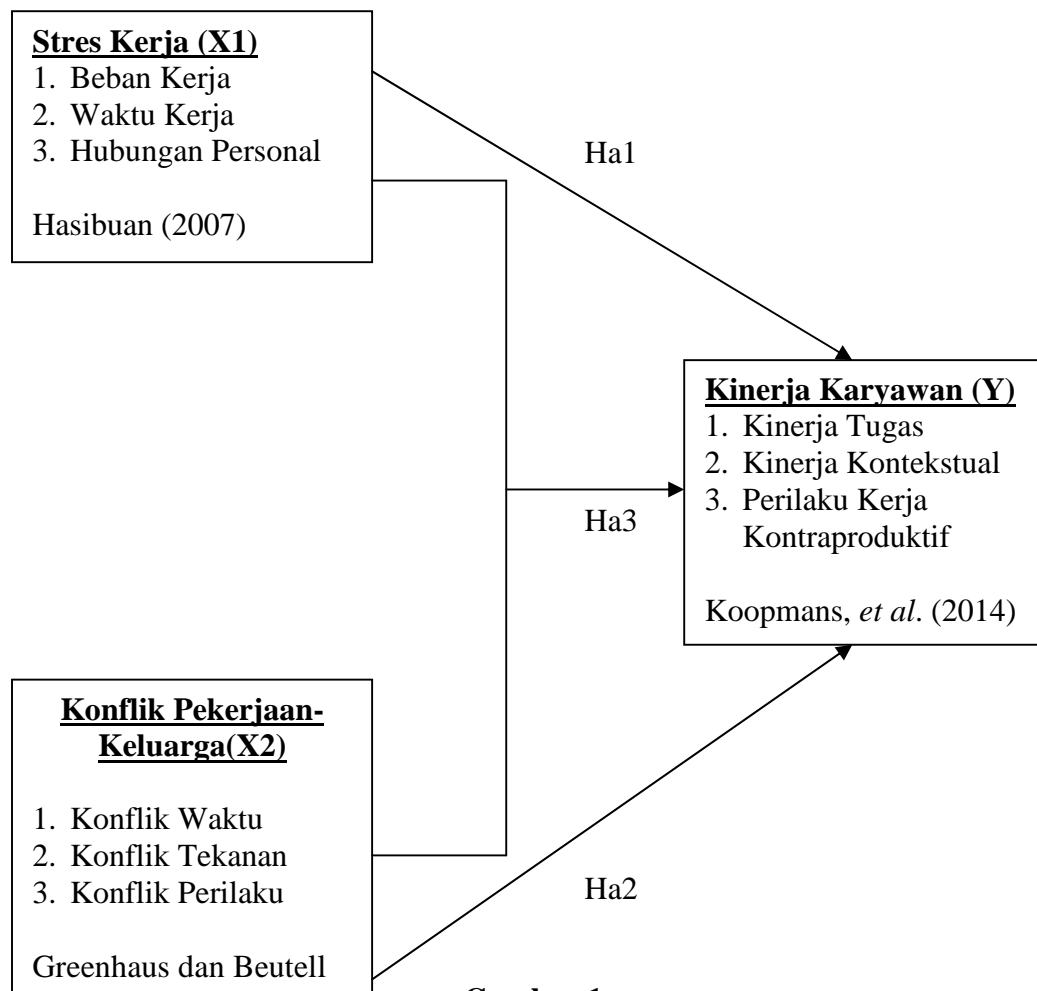 Stres Kerja (X1)
1. Beban Kerja
2. Waktu Kerja
3. Hubungan Personal
Hasibuan (2007)
Ha1
Kinerja Karyawan (Y)
1. Kinerja Tugas
2. Kinerja Kontekstual
3. Perilaku Kerja
Kontraproduktif
Koopmans, et al. (2014)
Ha3
Konflik Pekerjaan-
Keluarga(X2)
1. Konflik Waktu
2. Konflik Tekanan
3. Konflik Perilaku
Greenhaus dan Beutell
Ha2